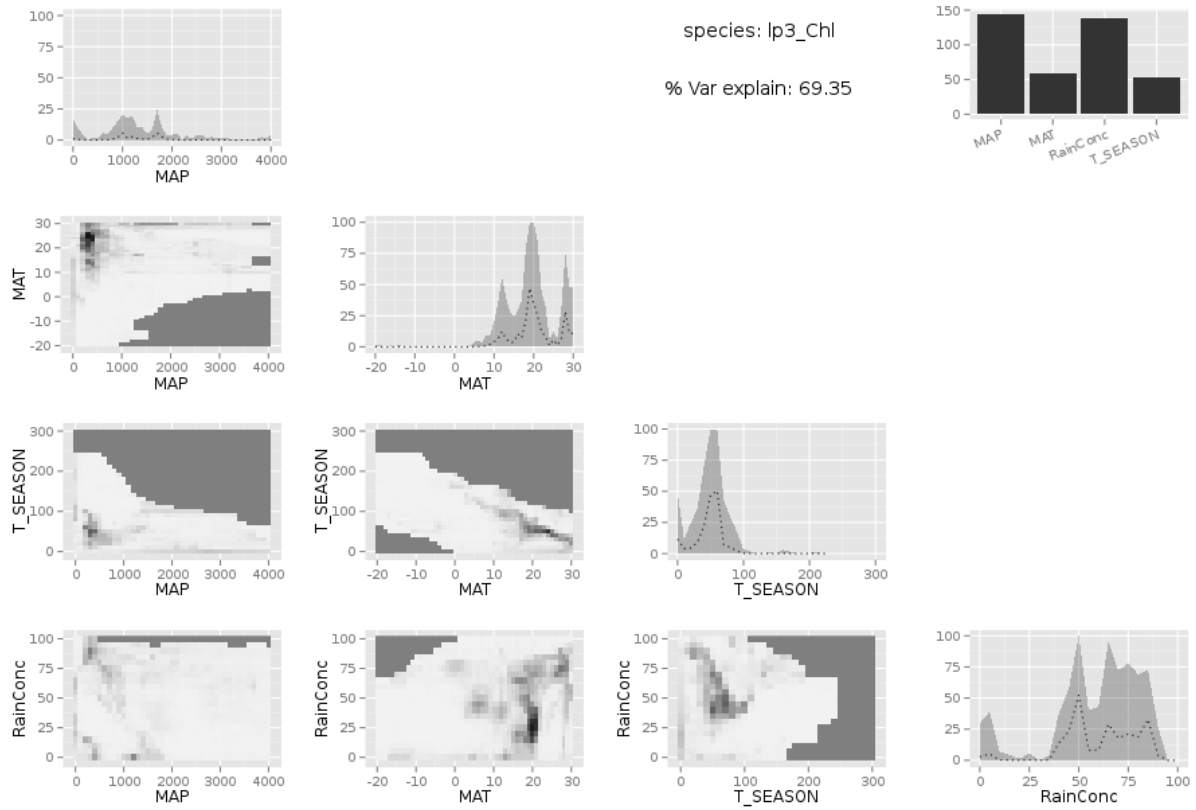 100
75
50
25
0
0 1000 2000 3000 4000
MAP
species: lp3_Chl
% Var explain: 69.35
150
100
50
0
MAP MAT RainConc T_SEASON
MAT
30
20
10
0
-10
-20
0 1000 2000 3000 4000
MAP
100
75
50
25
0
-20 -10 0 10 20 30
MAT
T_SEASON
300
200
100
0
0 1000 2000 3000 4000
MAP
T_SEASON
300
200
100
0
-20 -10 0 10 20 30
MAT
100
75
50
25
0
0 100 200 300
T_SEASON
RainConc
100
75
50
25
0
0 1000 2000 3000 4000
MAP
RainConc
100
75
50
25
0
-20 -10 0 10 20 30
MAT
RainConc
100
75
50
25
0
0 100 200 300
T_SEASON
100
75
50
25
0
0 25 50 75 100
RainConc